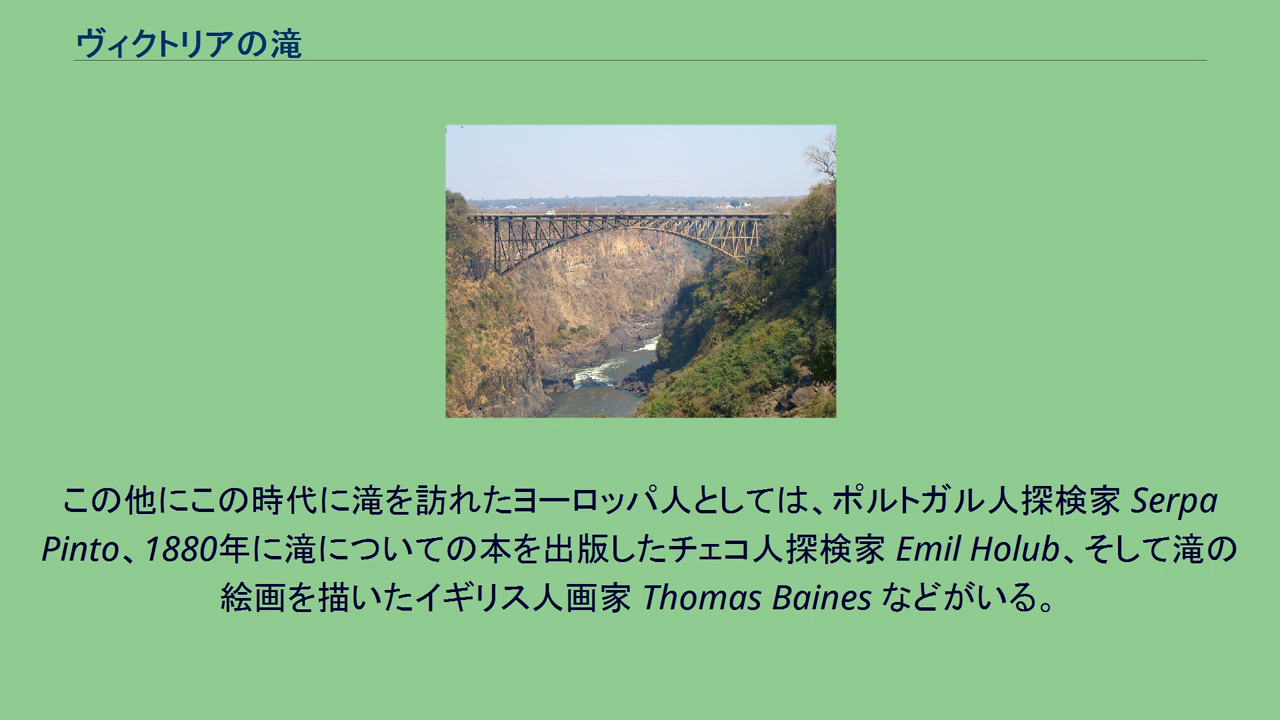 ヴィクトリアの滝
この他にこの時代に滝を訪れたヨーロッパ人としては、ポルトガル人探検家 Serpa
Pinto、1880年に滝についての本を出版したチェコ人探検家 Emil Holub、そして滝の
絵画を描いたイギリス人画家 Thomas Baines などがいる。